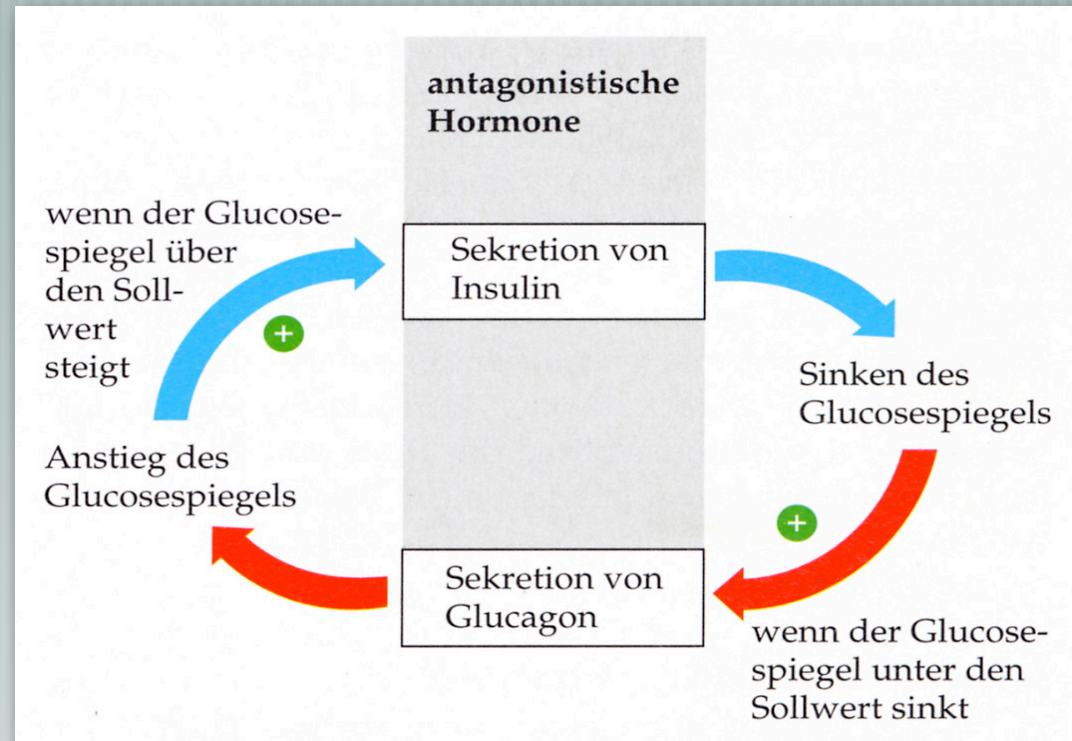 antagonistische
Hormone
wenn der Glucose-
spiegel über
den Soll-
wert
steigt
+
Sekretion von
Insulin
Sinken des
Glucosespiegels
Anstieg des
Glucosespiegels
+
Sekretion von
Glucagon
wenn der Glucose-
spiegel unter den
Sollwert sinkt